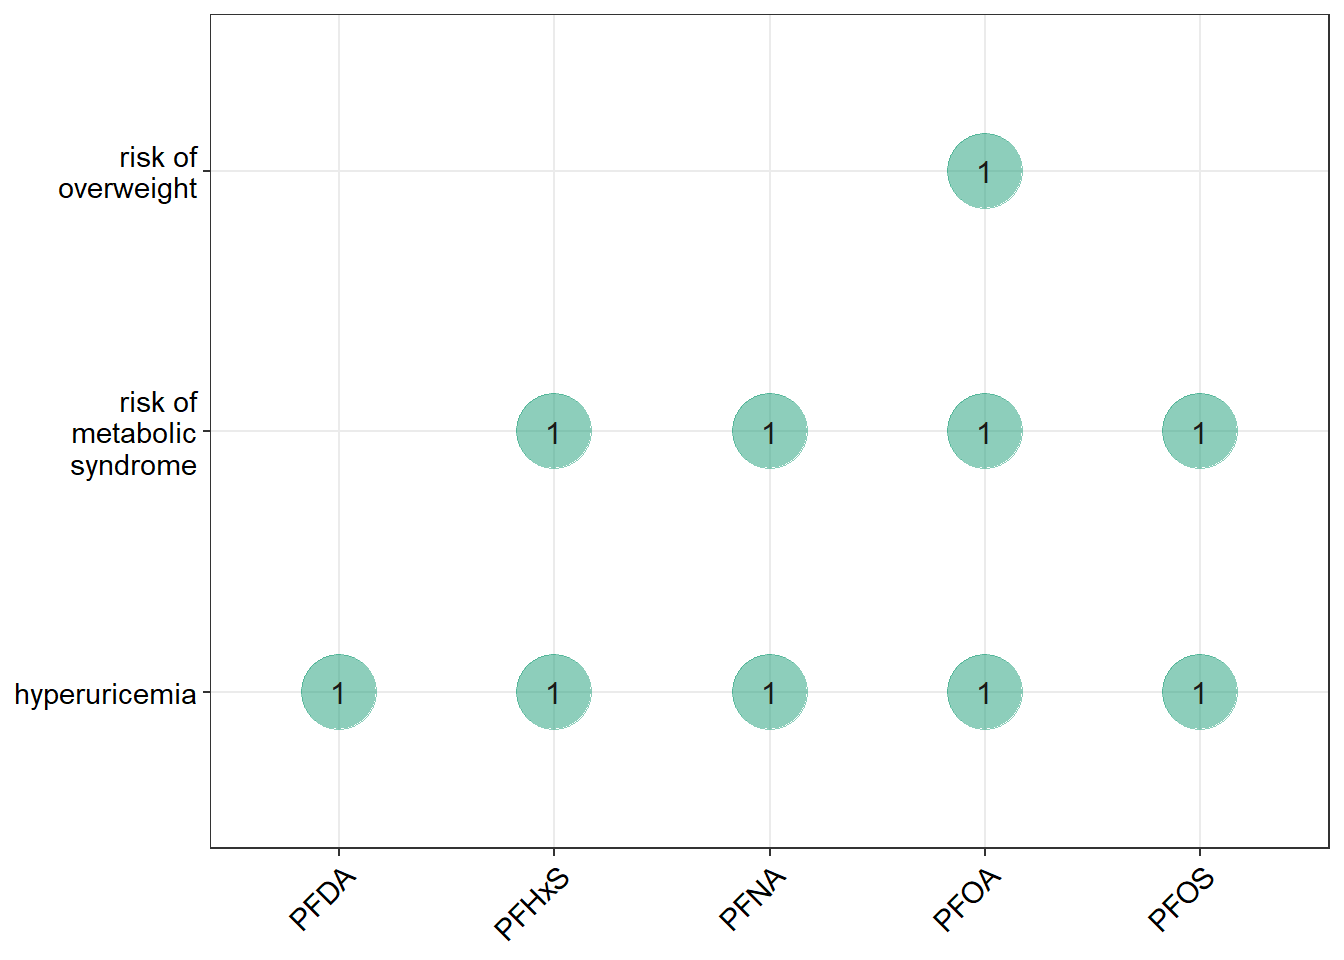 risk of
overweight
1
risk of
metabolic
syndrome
1 1 1 1
hyperuricemia
1 1 1 1 1
PFDA PFHxS PFNA PFOA PFOS